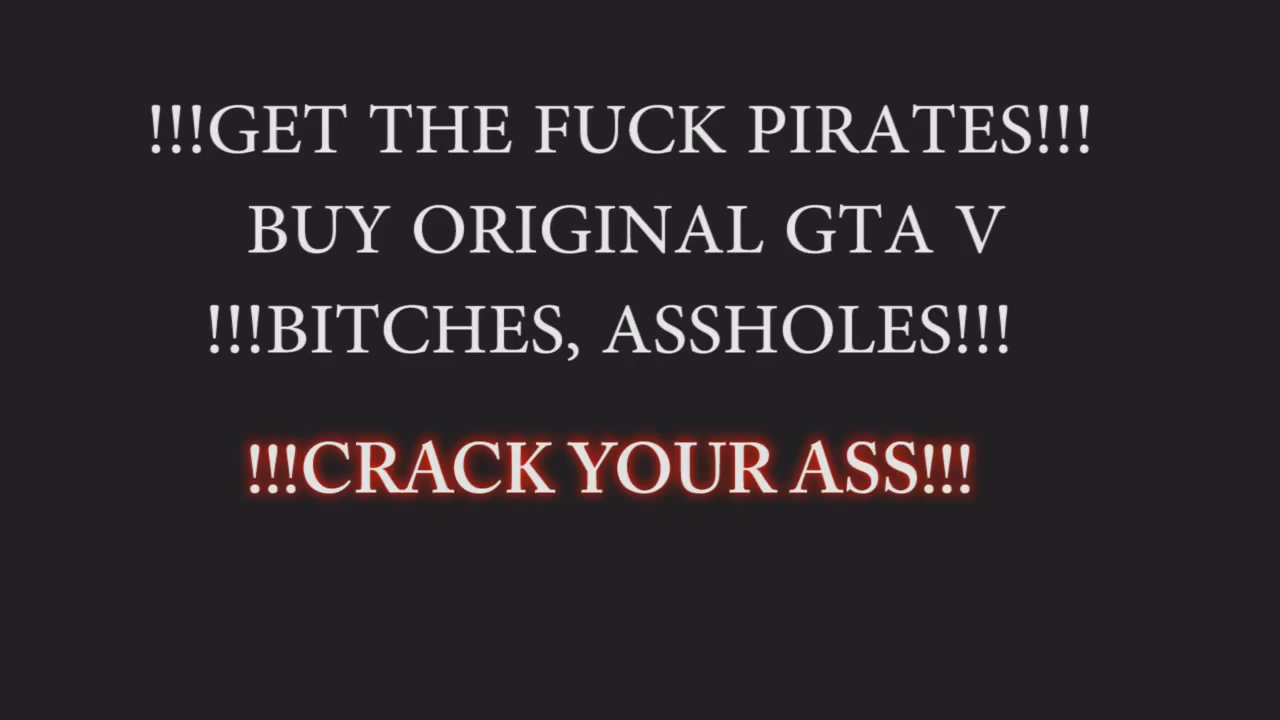 !!!GET THE FUCK PIRATES!!!
BUY ORIGINAL GTA V
!!!BITCHES, ASSHOLES!!!
!!!CRACK YOUR ASS!!!